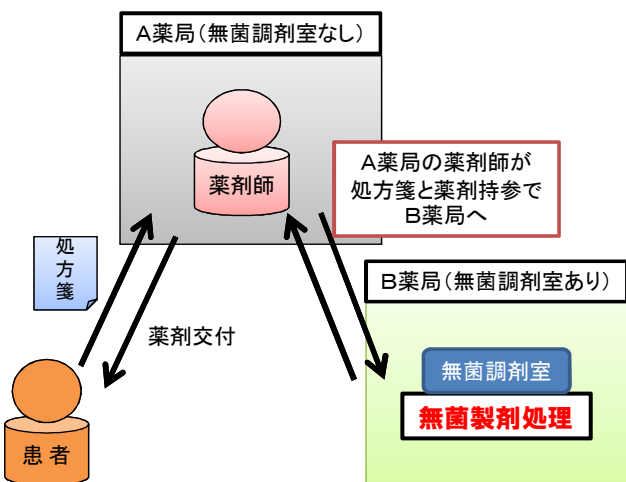 A薬局(無菌調剤室なし)
薬剤師
A薬局の薬剤師が
処方箋と薬剤持参で
B薬局へ
処
方
箋
B薬局(無菌調剤室あり)
薬剤交付
無菌調剤室
無菌製剤処理
患者